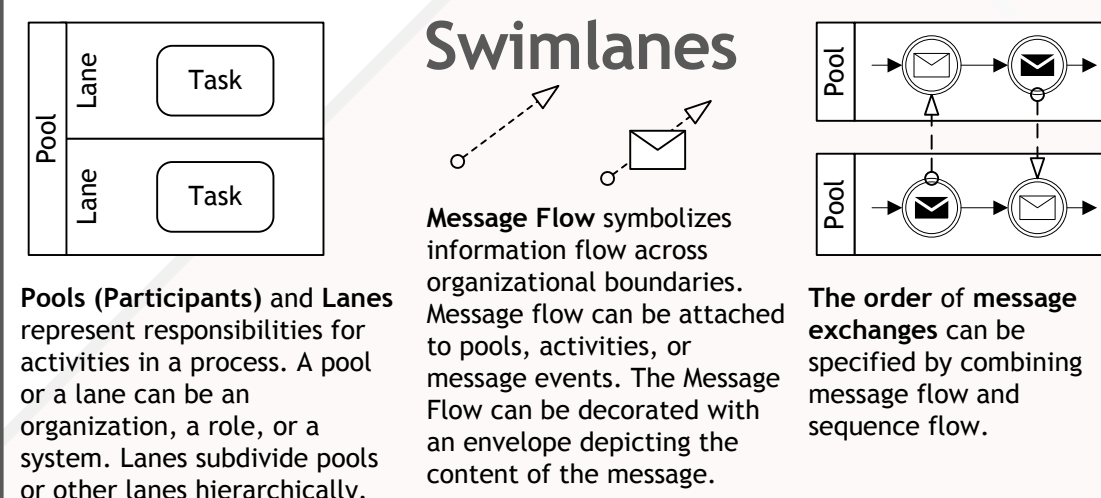 Swimlanes
Pool
Lane
Task
Lane
Task
Pools (Participants) and Lanes
represent responsibilities for
activities in a process. A pool
or a lane can be an
organization, a role, or a
system. Lanes subdivide pools
or other lanes hierarchically.
Message Flow symbolizes
information flow across
organizational boundaries.
Message flow can be attached
to pools, activities, or
message events. The Message
Flow can be decorated with
an envelope depicting the
content of the message.
Pool
Pool
The order of message
exchanges can be
specified by combining
message flow and
sequence flow.